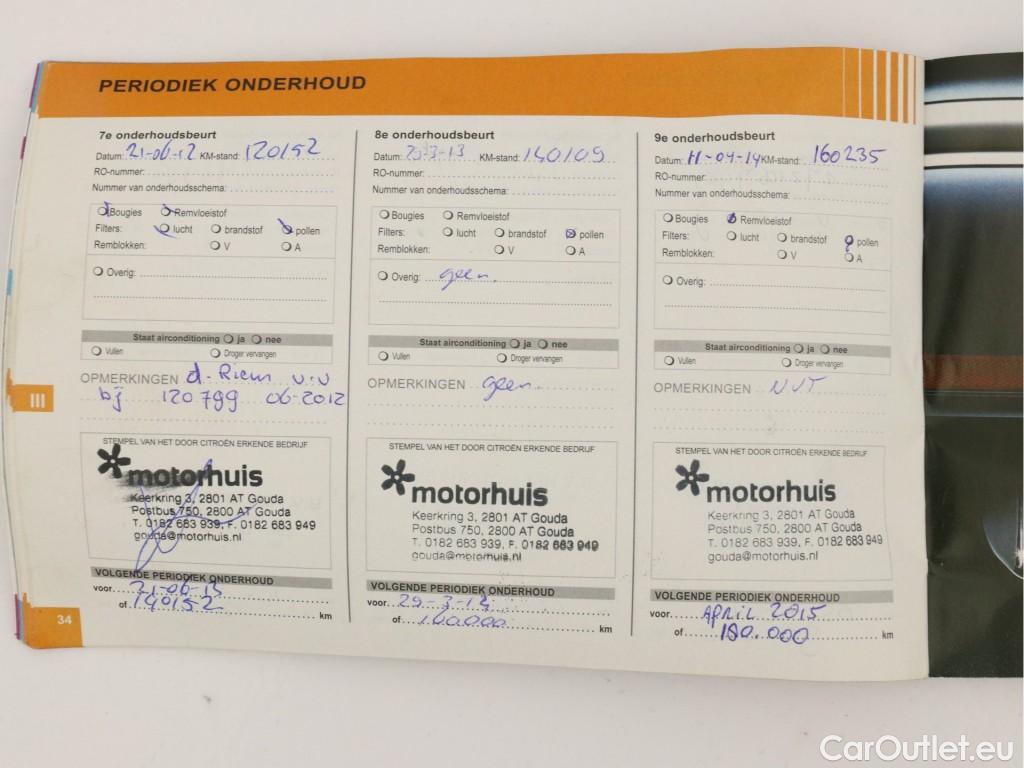 PERIODIEK ONDERHOUD
7e onderhoudsbeurt
Datum: 21-06-12 KM-stand: 120152
RO-nummer:
Nummer van onderhoudsschema:
Bougies Remvloeistof
Filters: lucht brandstof pollen
Remblokken: V A
Overig:
Staat airconditioning ja nee
Vullen Droger vervangen
OPMERKINGEN d-Riem v.v
bij 120799 06-2012
STEMPEL VAN HET DOOR CITROËN ERKENDE BEDRIJF
motorhuis
Keerkring 3, 2801 AT Gouda
Postbus 750, 2800 AT Gouda
T. 0182 683 939, F. 0182 683 949
gouda@motorhuis.nl
VOLGENDE PERIODIEK ONDERHOUD
voor 21-06-13
of 140152 km
34
III
8e onderhoudsbeurt
Datum: 29-3-13 KM-stand: 140109
RO-nummer:
Nummer van onderhoudsschema:
Bougies Remvloeistof
Filters: lucht brandstof pollen
Remblokken: V A
Overig: geen.
Staat airconditioning ja nee
Vullen Droger vervangen
OPMERKINGEN geen.
STEMPEL VAN HET DOOR CITROËN ERKENDE BEDRIJF
motorhuis
Keerkring 3, 2801 AT Gouda
Postbus 750, 2800 AT Gouda
T. 0182 683 939, F. 0182 683 949
gouda@motorhuis.nl
VOLGENDE PERIODIEK ONDERHOUD
voor 29-3-14
of 160000 km
9e onderhoudsbeurt
Datum: 11-04-14 KM-stand: 160235
RO-nummer:
Nummer van onderhoudsschema:
Bougies Remvloeistof
Filters: lucht brandstof pollen
Remblokken: V A
Overig:
Staat airconditioning ja nee
Vullen Droger vervangen
OPMERKINGEN NVT
STEMPEL VAN HET DOOR CITROËN ERKENDE BEDRIJF
motorhuis
Keerkring 3, 2801 AT Gouda
Postbus 750, 2800 AT Gouda
T. 0182 683 939, F. 0182 683 949
gouda@motorhuis.nl
VOLGENDE PERIODIEK ONDERHOUD
voor APRIL 2015
of 180.000 km
CarOutlet.eu